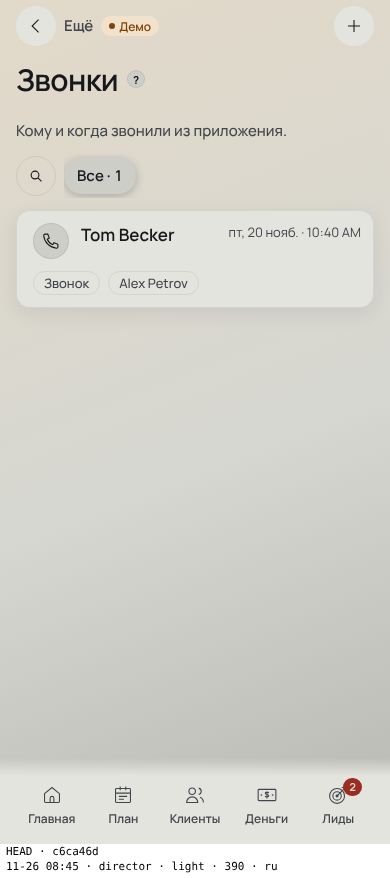 Ещё
Демо
Звонки
?
Кому и когда звонили из приложения.
Все · 1
Tom Becker
пт, 20 нояб. · 10:40 AM
Звонок
Alex Petrov
2
Главная
План
Клиенты
Деньги
Лиды
HEAD · c6ca46d
11-26 08:45 · director · light · 390 · ru